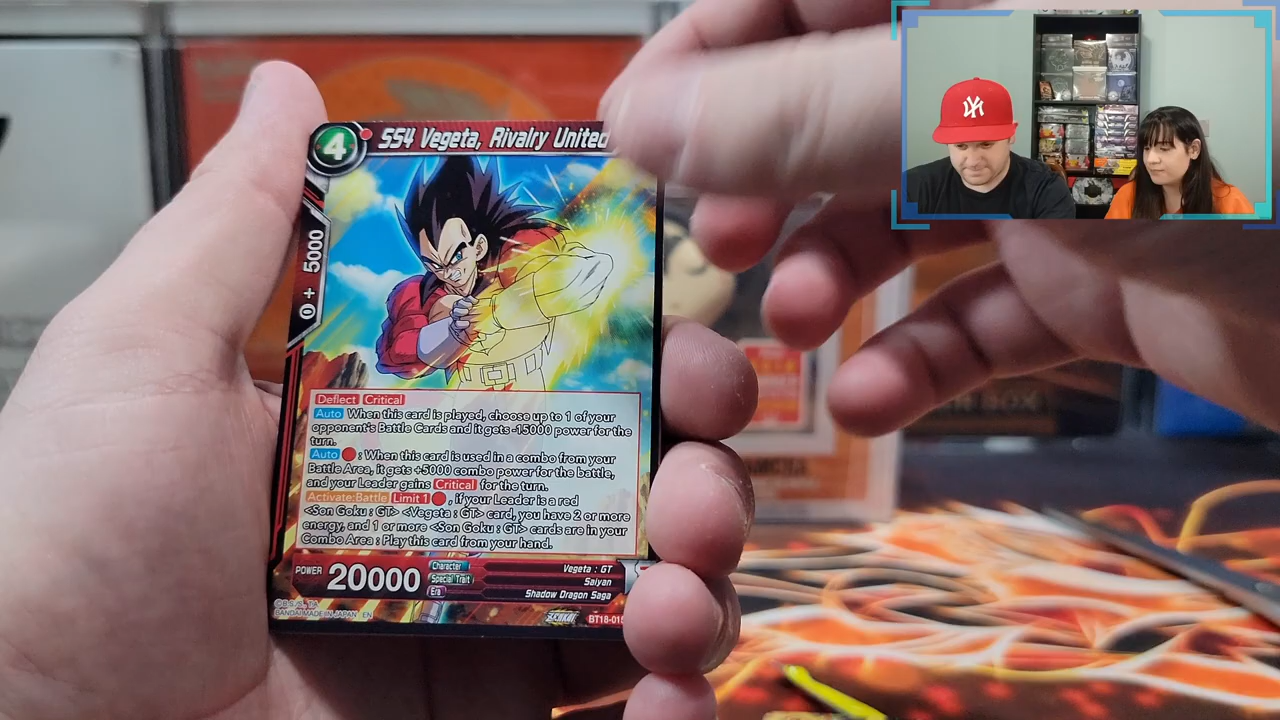 4
SS4 Vegeta, Rivalry United
0 + 5000
Deflect Critical
Auto When this card is played, choose up to 1 of your
opponent's Battle Cards and it gets -15000 power for the
turn.
Auto : When this card is used in a combo from your
Battle Area, it gets +5000 combo power for the battle,
and your Leader gains Critical for the turn.
Activate:Battle Limit 1 , if your Leader is a red
<Son Goku : GT> <Vegeta : GT> card, you have 2 or more
energy, and 1 or more <Son Goku : GT> cards are in your
Combo Area : Play this card from your hand.
POWER 20000
Character Vegeta : GT
Special Trait Saiyan
Era Shadow Dragon Saga
BANDAI MADE IN JAPAN EN
BT18-015
NY
BOX